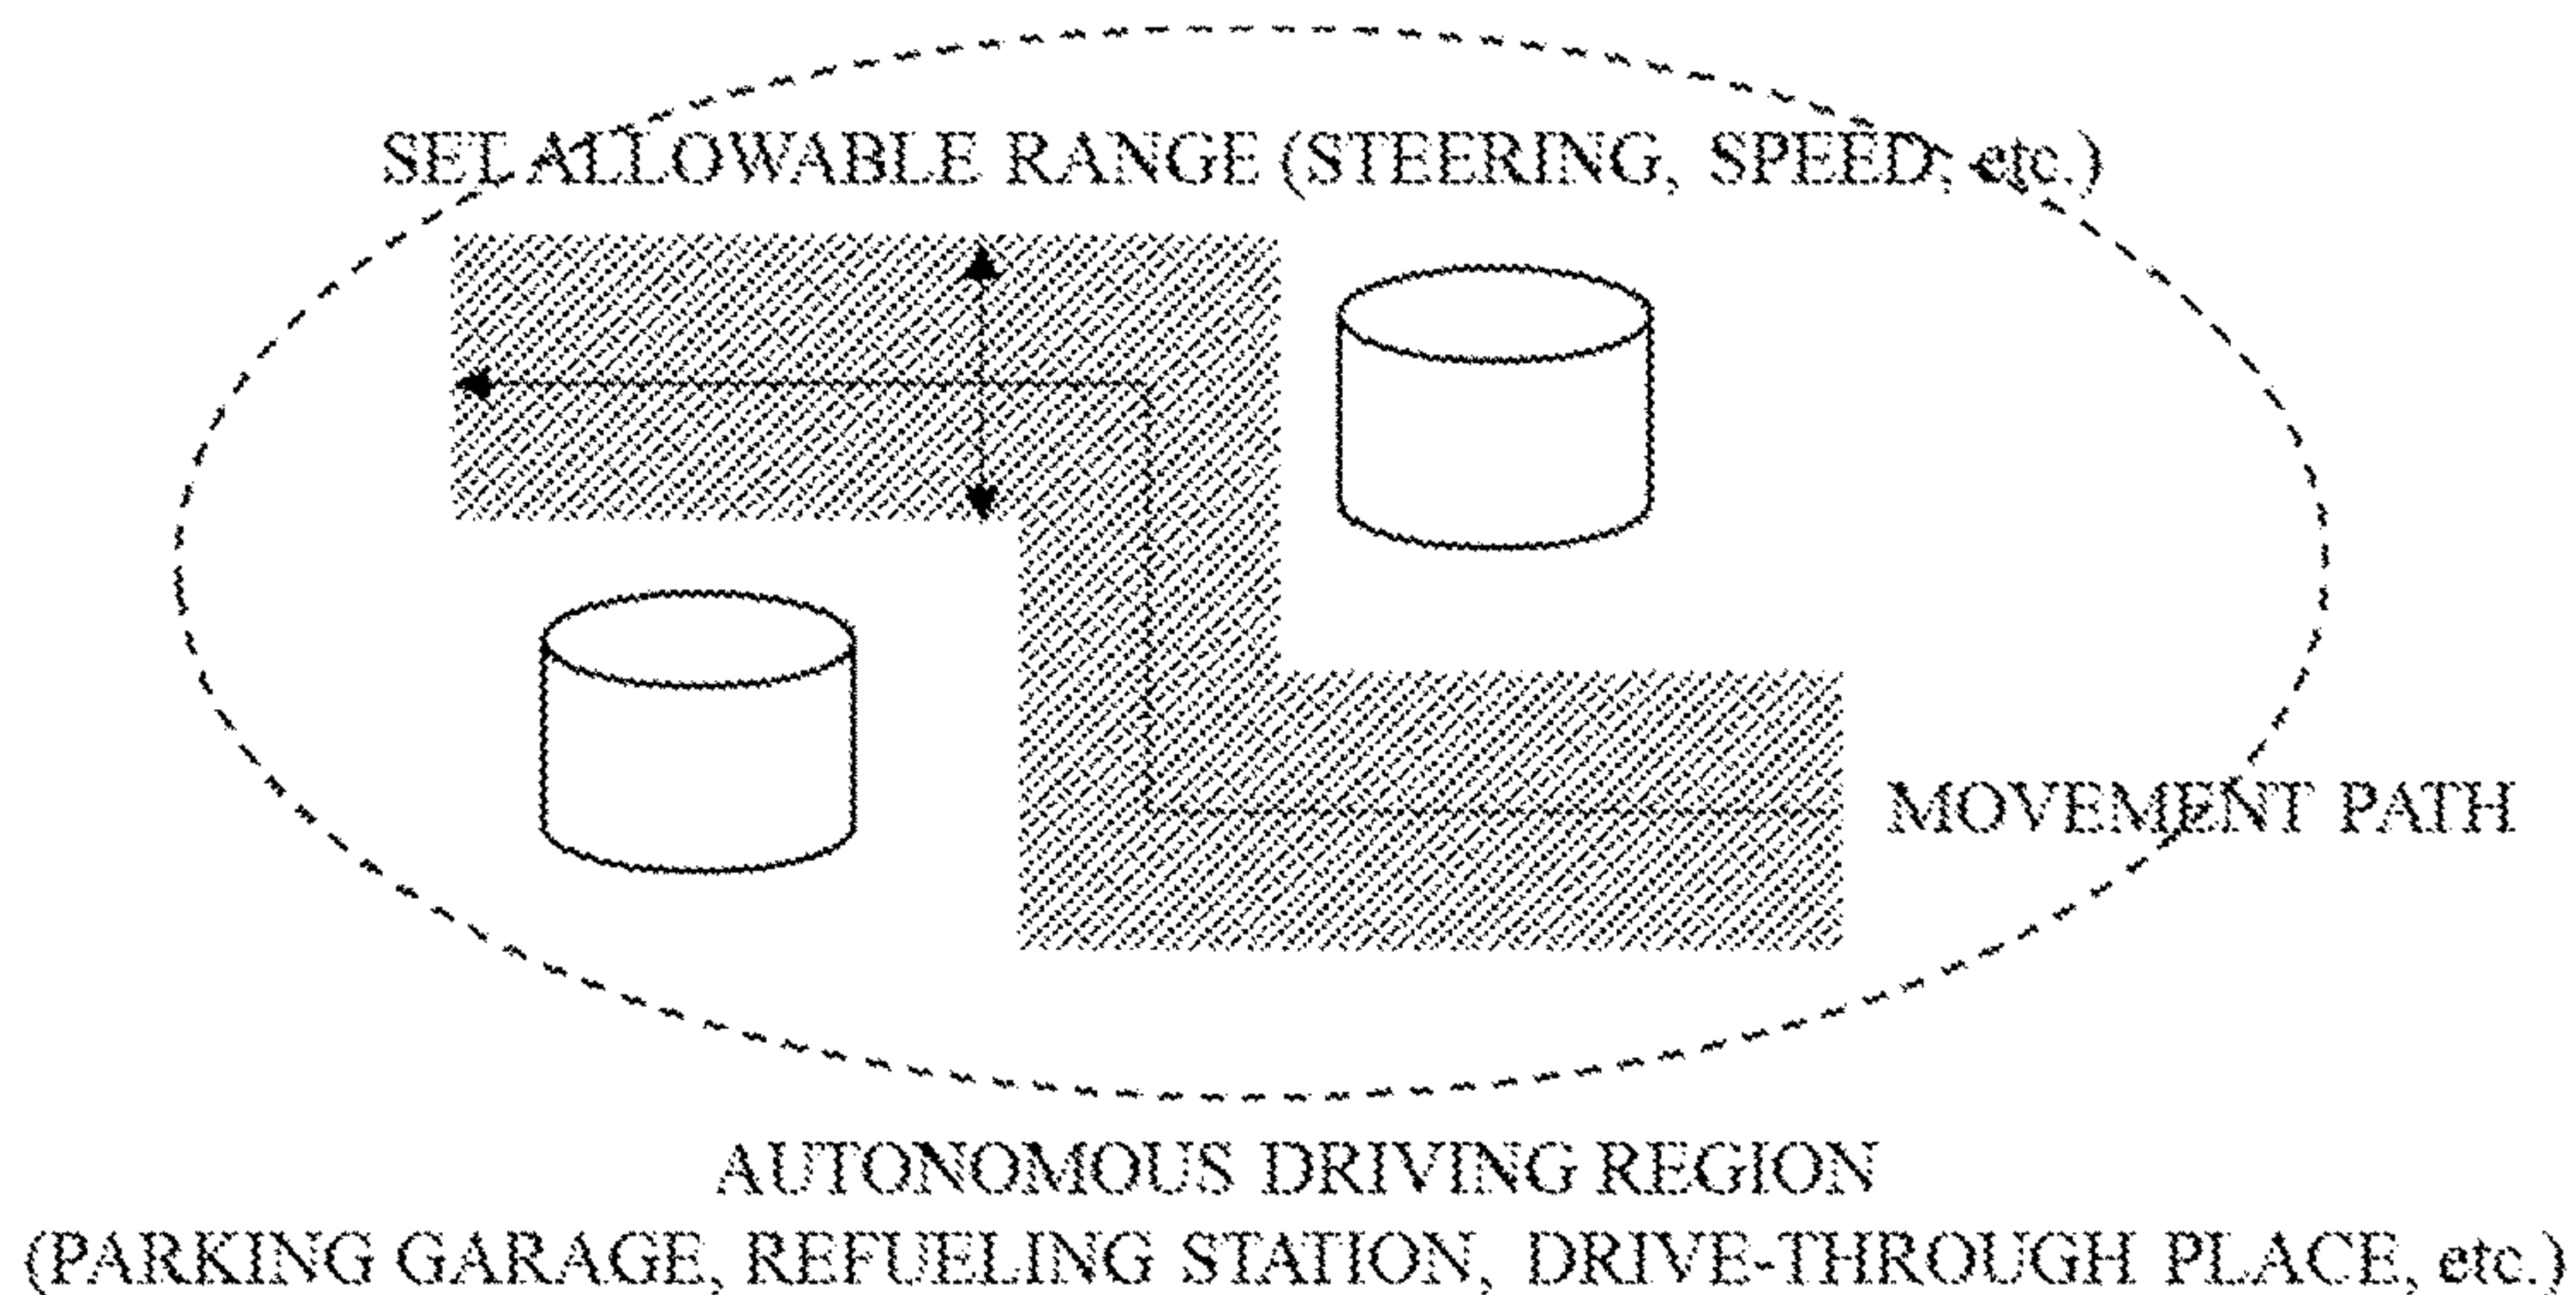 SET ALLOWABLE RANGE (STEERING, SPEED, etc.)
MOVEMENT PATH
AUTONOMOUS DRIVING REGION
(PARKING GARAGE, REFUELING STATION, DRIVE-THROUGH PLACE, etc.)